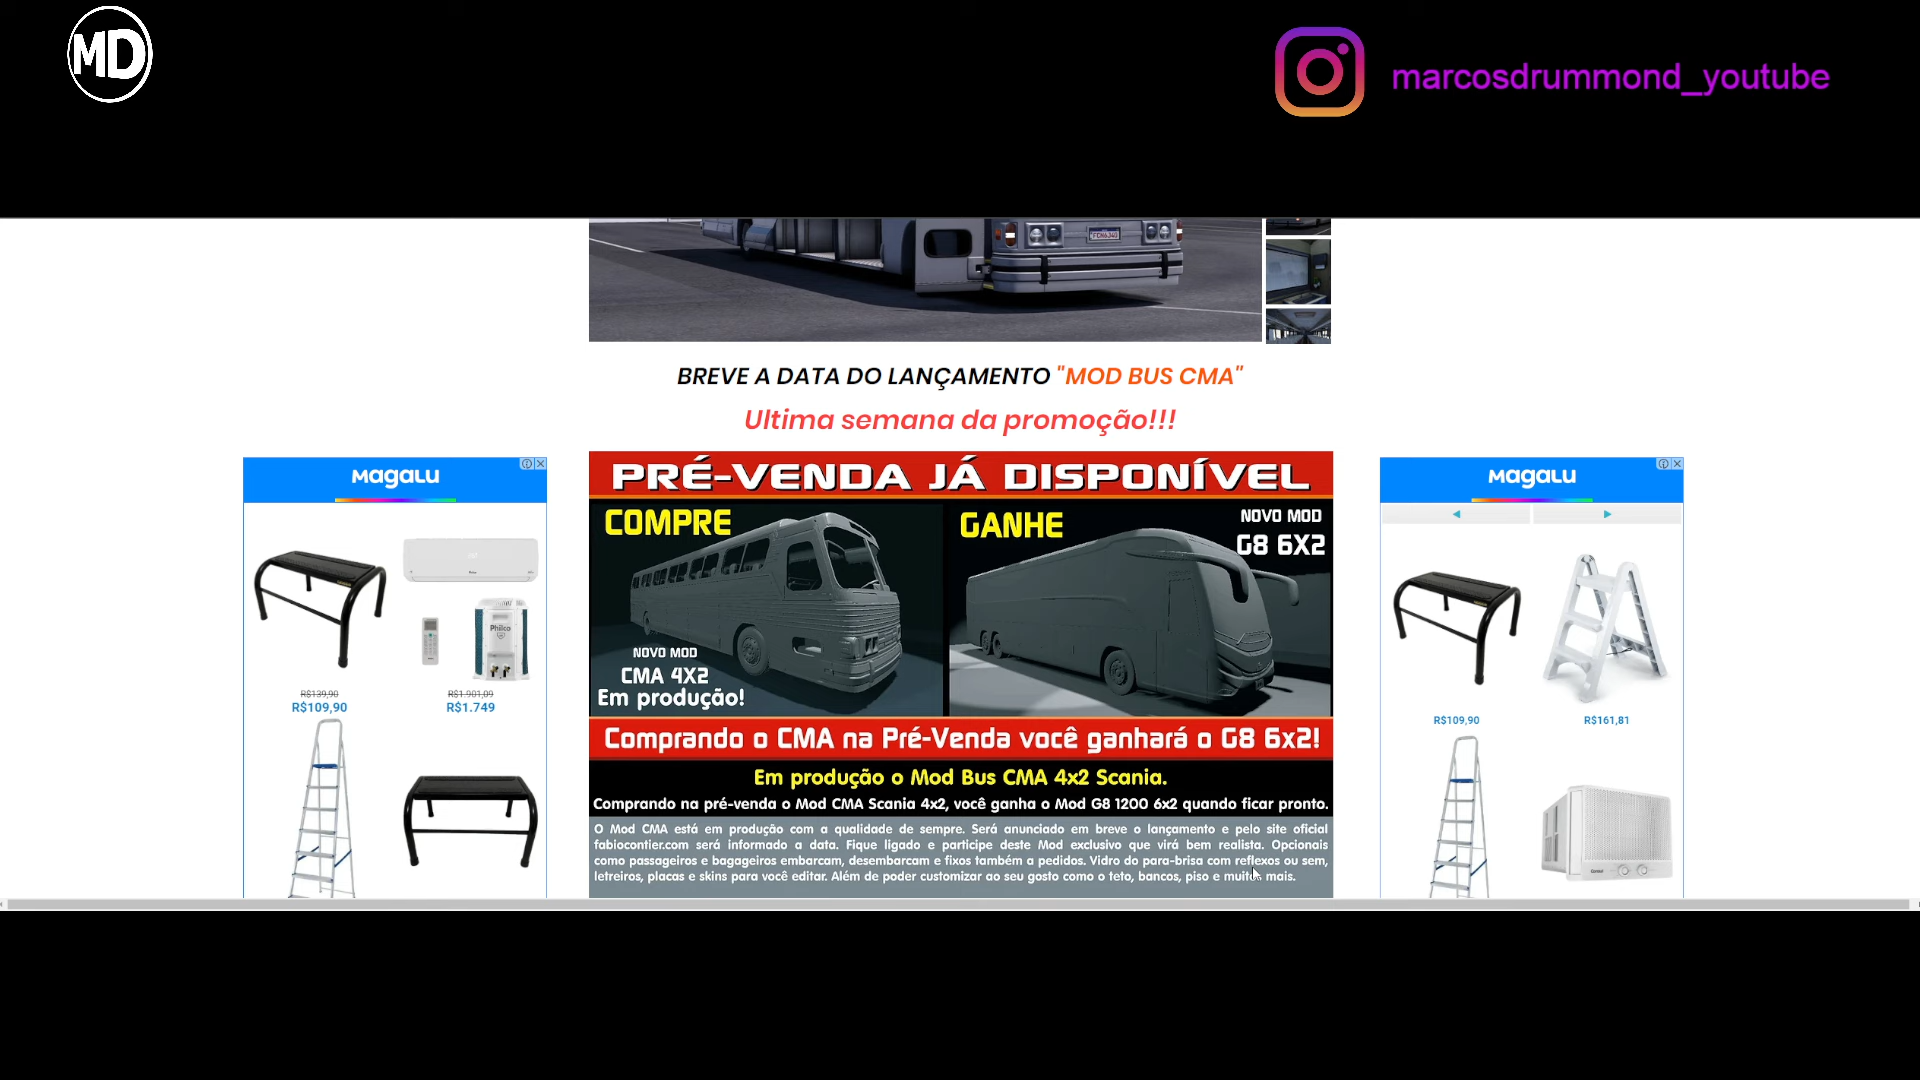 MD
marcosdrummond_youtube
BREVE A DATA DO LANÇAMENTO "MOD BUS CMA"
Ultima semana da promoção!!!
PRÉ-VENDA JÁ DISPONÍVEL
COMPRE
NOVO MOD
CMA 4X2
Em produção!
GANHE
NOVO MOD
G8 6X2
Comprando o CMA na Pré-Venda você ganhará o G8 6x2!
Em produção o Mod Bus CMA 4x2 Scania.
Comprando na pré-venda o Mod CMA Scania 4x2, você ganha o Mod G8 1200 6x2 quando ficar pronto.
O Mod CMA está em produção com a qualidade de sempre. Será anunciado em breve o lançamento e pelo site oficial
fabiocontier.com será informado a data. Fique ligado e participe deste Mod exclusivo que virá bem realista. Opcionais
como passageiros e bagageiros embarcam, desembarcam e fixos também a pedidos. Vidro do para-brisa com reflexos ou sem,
letreiros, placas e skins para você editar. Além de poder customizar ao seu gosto como o teto, bancos, piso e muito mais.
Magalu
Philco
R$139,90
R$109,90
R$1.901,09
R$1.749
Magalu
R$109,90
R$161,81